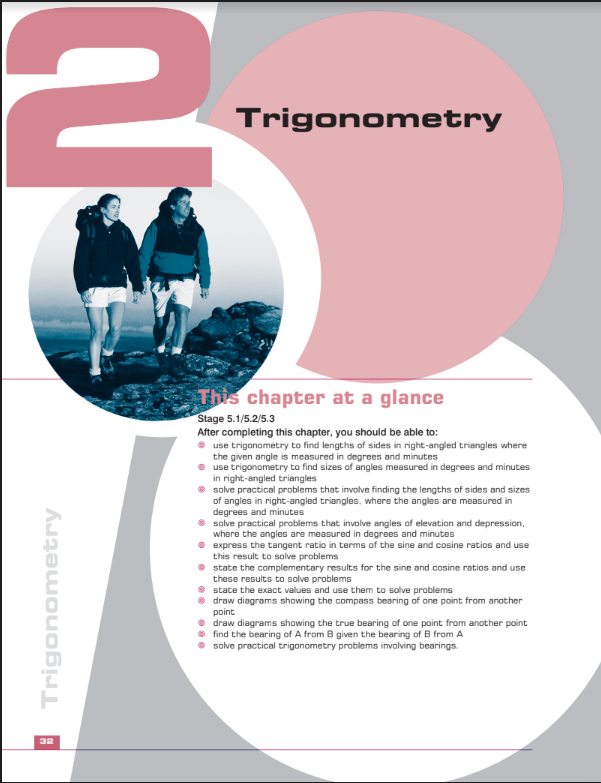 2
Trigonometry
This chapter at a glance
Stage 5.1/5.2/5.3
After completing this chapter, you should be able to:
use trigonometry to find lengths of sides in right-angled triangles where
the given angle is measured in degrees and minutes
use trigonometry to find sizes of angles measured in degrees and minutes
in right-angled triangles
solve practical problems that involve finding the lengths of sides and sizes
of angles in right-angled triangles, where the angles are measured in
degrees and minutes
solve practical problems that involve angles of elevation and depression,
where the angles are measured in degrees and minutes
express the tangent ratio in terms of the sine and cosine ratios and use
this result to solve problems
state the complementary results for the sine and cosine ratios and use
these results to solve problems
state the exact values and use them to solve problems
draw diagrams showing the compass bearing of one point from another
point
draw diagrams showing the true bearing of one point from another point
find the bearing of A from B given the bearing of B from A
solve practical trigonometry problems involving bearings.
Trigonometry
32